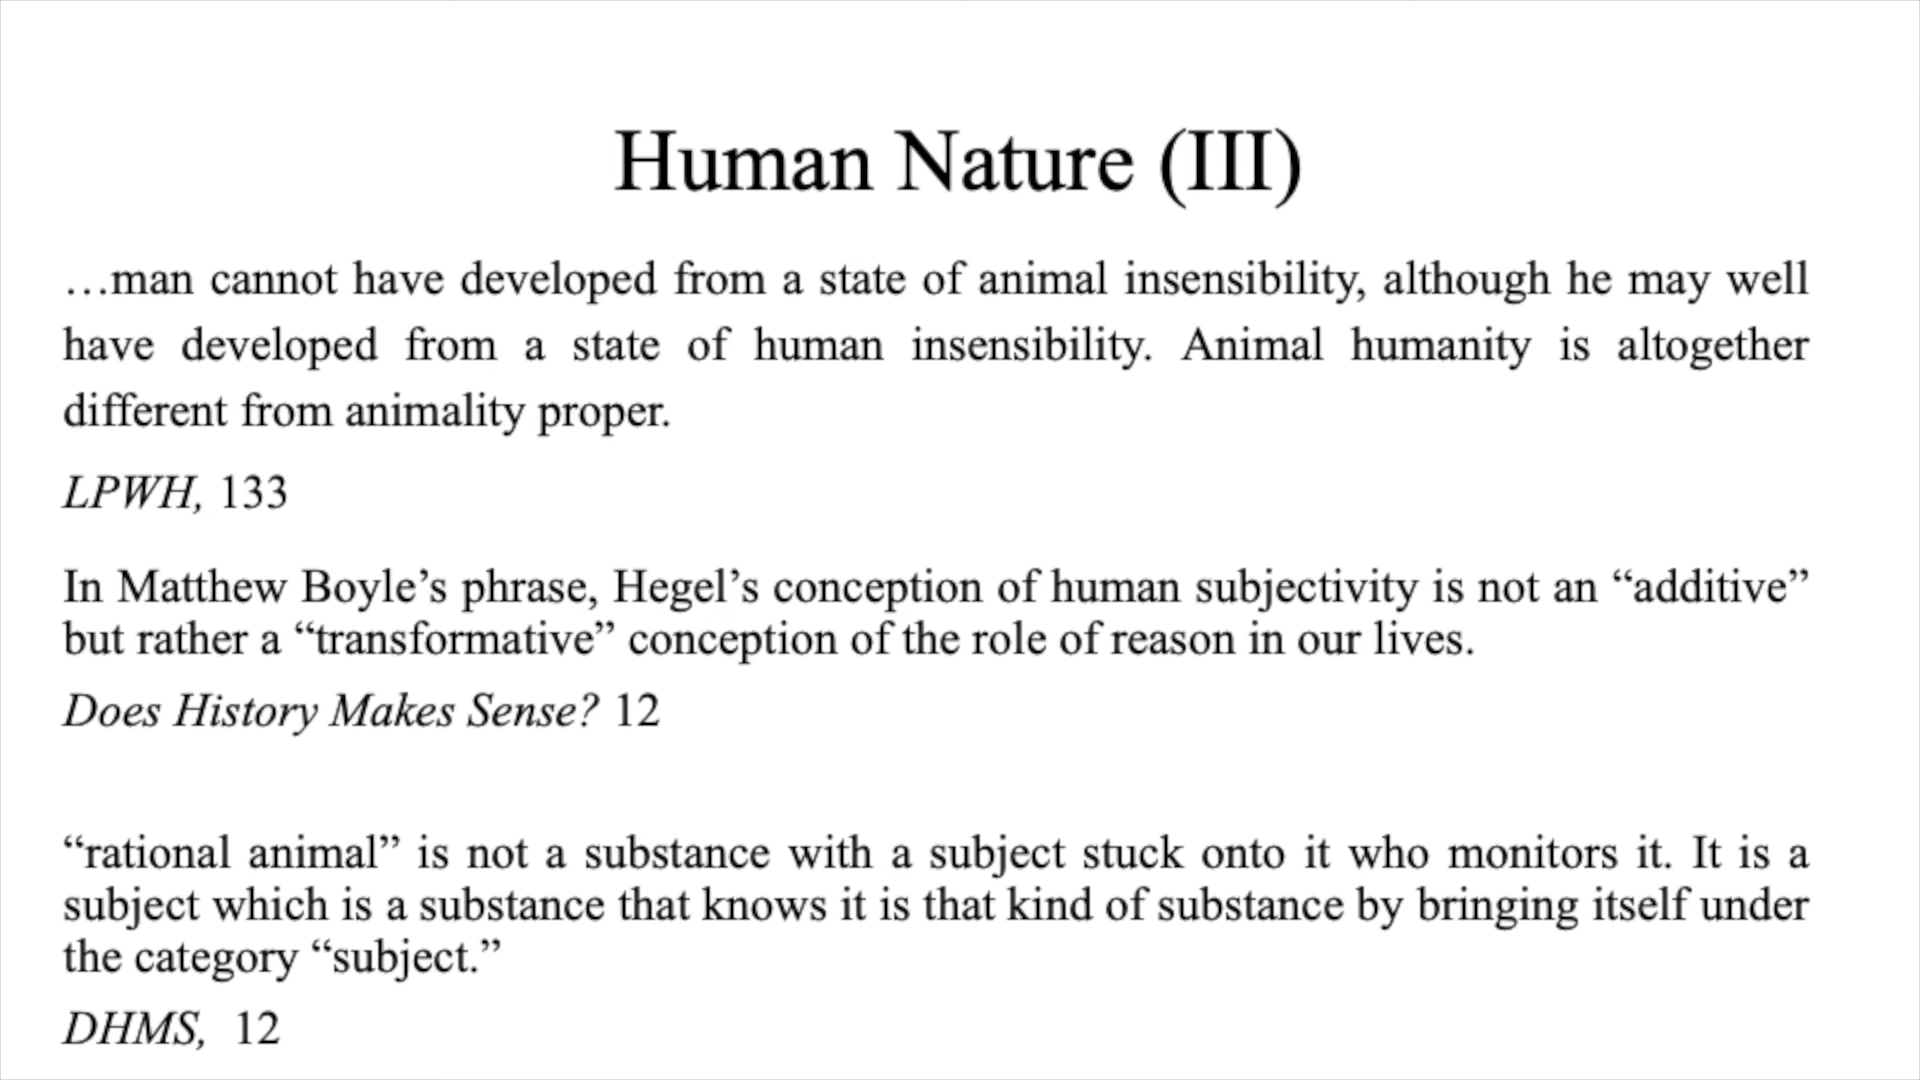 Human Nature (III)
…man cannot have developed from a state of animal insensibility, although he may well
have developed from a state of human insensibility. Animal humanity is altogether
different from animality proper.
LPWH, 133
In Matthew Boyle’s phrase, Hegel’s conception of human subjectivity is not an “additive”
but rather a “transformative” conception of the role of reason in our lives.
Does History Makes Sense? 12
“rational animal” is not a substance with a subject stuck onto it who monitors it. It is a
subject which is a substance that knows it is that kind of substance by bringing itself under
the category “subject.”
DHMS, 12